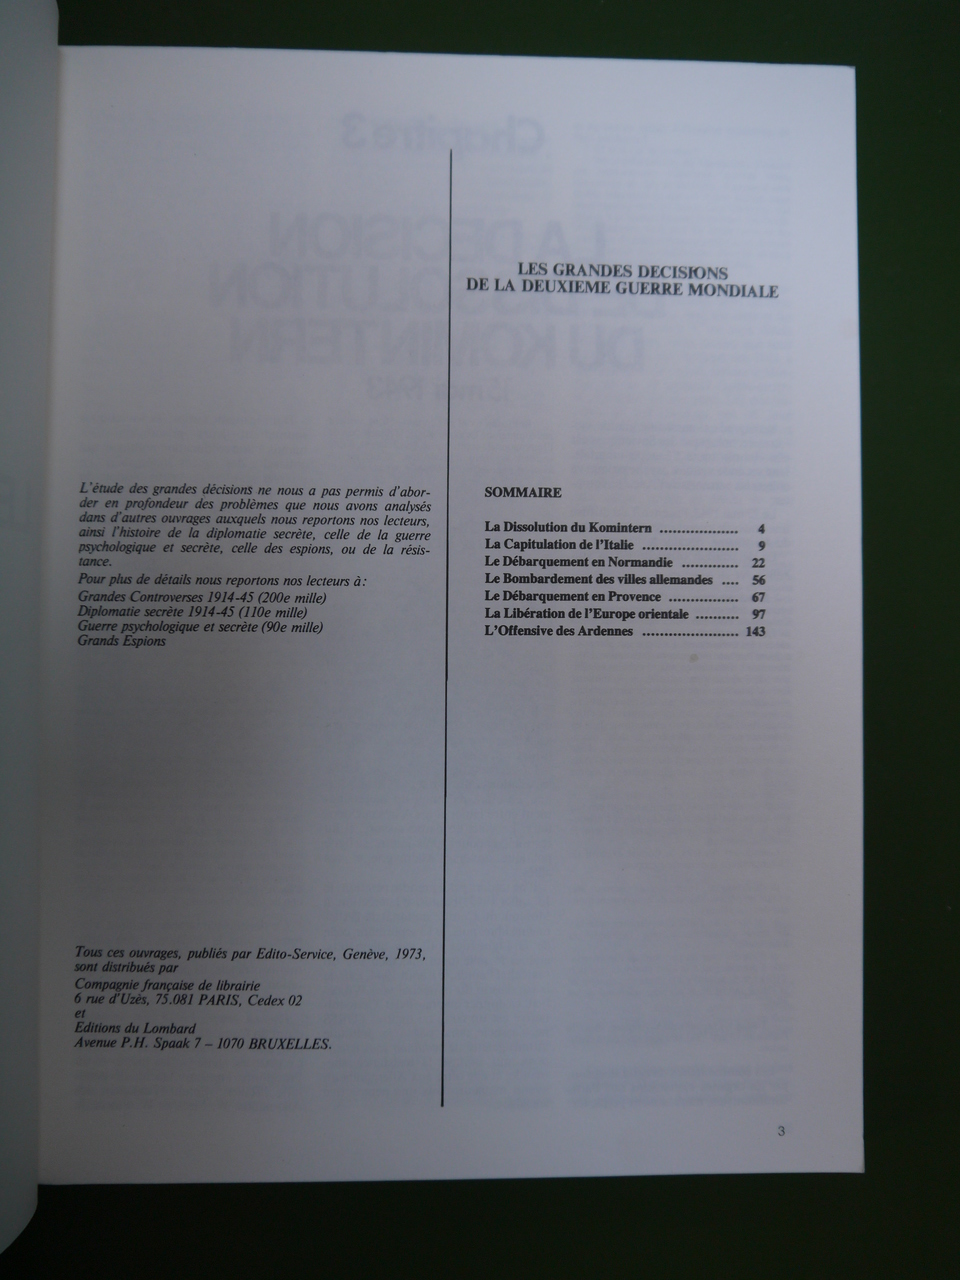 L'étude des grandes décisions ne nous a pas permis d'abor-
der en profondeur des problèmes que nous avons analysés
dans d'autres ouvrages auxquels nous reportons nos lecteurs,
ainsi l'histoire de la diplomatie secrète, celle de la guerre
psychologique et secrète, celle des espions, ou de la résis-
tance.
Pour plus de détails nous reportons nos lecteurs à :
Grandes Controverses 1914-45 (200e mille)
Diplomatie secrète 1914-45 (110e mille)
Guerre psychologique et secrète (90e mille)
Grands Espions
Tous ces ouvrages, publiés par Edito-Service, Genève, 1973,
sont distribués par
Compagnie française de librairie
6 rue d'Uzès, 75.081 PARIS, Cedex 02
et
Editions du Lombard
Avenue P.H. Spaak 7 – 1070 BRUXELLES.
LES GRANDES DECISIONS
DE LA DEUXIEME GUERRE MONDIALE
SOMMAIRE
La Dissolution du Komintern .................. 4
La Capitulation de l'Italie ...................... 9
Le Débarquement en Normandie ............. 22
Le Bombardement des villes allemandes .... 56
Le Débarquement en Provence ................ 67
La Libération de l'Europe orientale .......... 97
L'Offensive des Ardennes ...................... 143
3
Chapitre 3
LA DECISION
DE DISSOLUTION
DU KOMINTERN